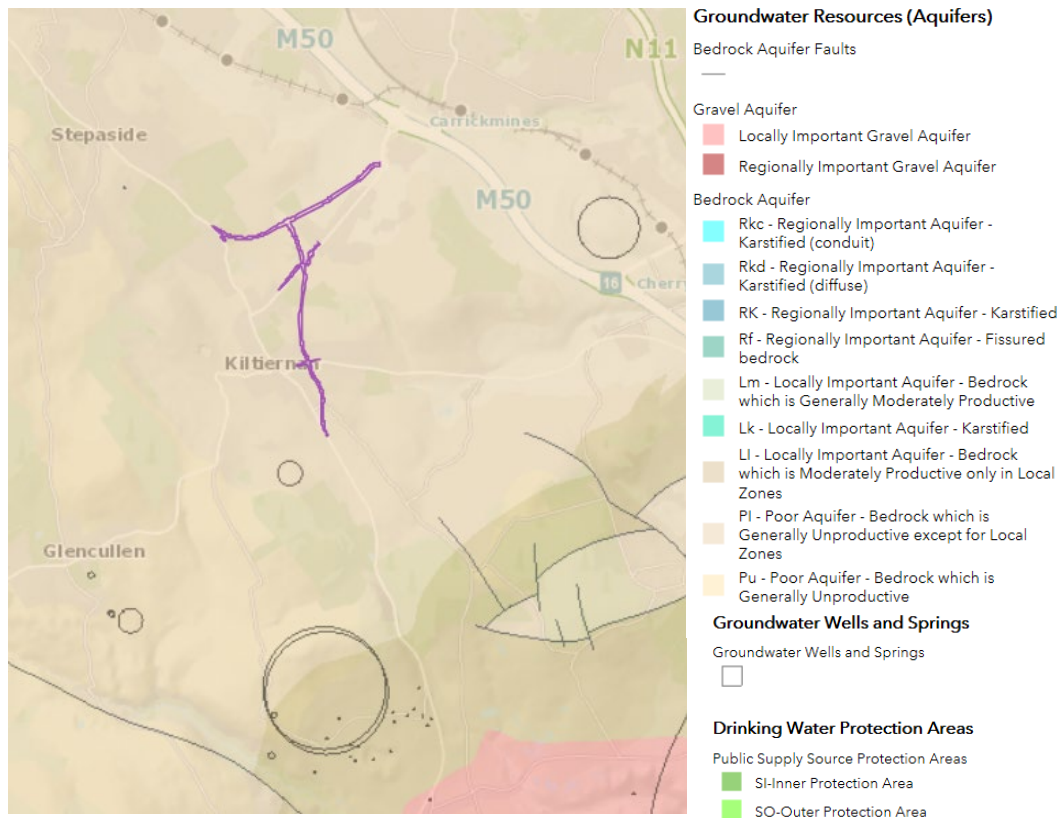 M50
N11
Stepaside
Carrickmines
M50
16
Cherr
Kiltiernan
Glencullen
Groundwater Resources (Aquifers)
Bedrock Aquifer Faults
Gravel Aquifer
Locally Important Gravel Aquifer
Regionally Important Gravel Aquifer
Bedrock Aquifer
Rkc - Regionally Important Aquifer -
Karstified (conduit)
Rkd - Regionally Important Aquifer -
Karstified (diffuse)
RK - Regionally Important Aquifer - Karstified
Rf - Regionally Important Aquifer - Fissured
bedrock
Lm - Locally Important Aquifer - Bedrock
which is Generally Moderately Productive
Lk - Locally Important Aquifer - Karstified
Ll - Locally Important Aquifer - Bedrock
which is Moderately Productive only in Local
Zones
Pl - Poor Aquifer - Bedrock which is
Generally Unproductive except for Local
Zones
Pu - Poor Aquifer - Bedrock which is
Generally Unproductive
Groundwater Wells and Springs
Groundwater Wells and Springs
Drinking Water Protection Areas
Public Supply Source Protection Areas
SI-Inner Protection Area
SO-Outer Protection Area